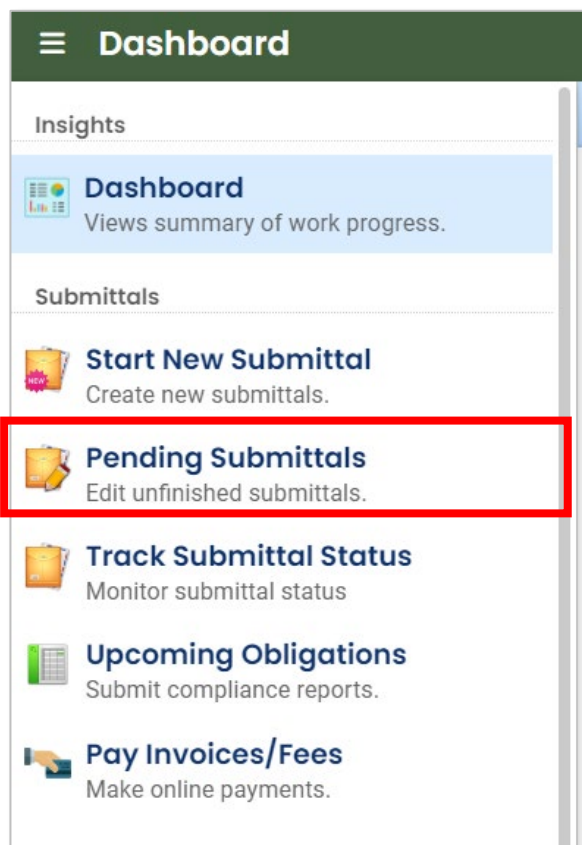 Dashboard
Insights
Dashboard
Views summary of work progress.
Submittals
Start New Submittal
NEW
Create new submittals.
Pending Submittals
Edit unfinished submittals.
Track Submittal Status
Monitor submittal status
Upcoming Obligations
Submit compliance reports.
Pay Invoices/Fees
Make online payments.